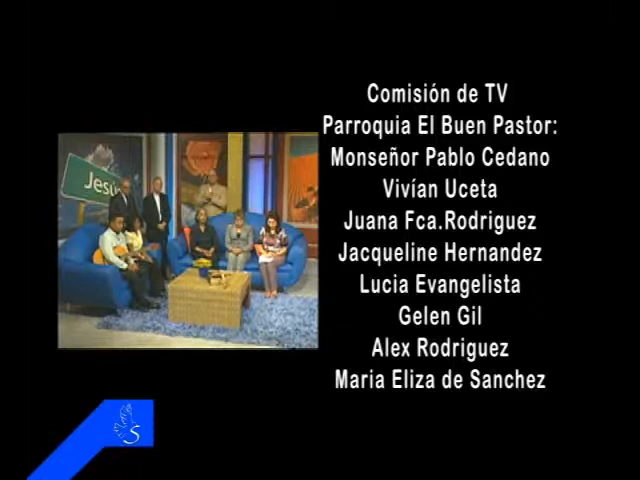 Comisión de TV
Parroquia El Buen Pastor:
Monseñor Pablo Cedano
Vivían Uceta
Juana Fca.Rodriguez
Jacqueline Hernandez
Lucia Evangelista
Gelen Gil
Alex Rodriguez
Maria Eliza de Sanchez
Jesús
S